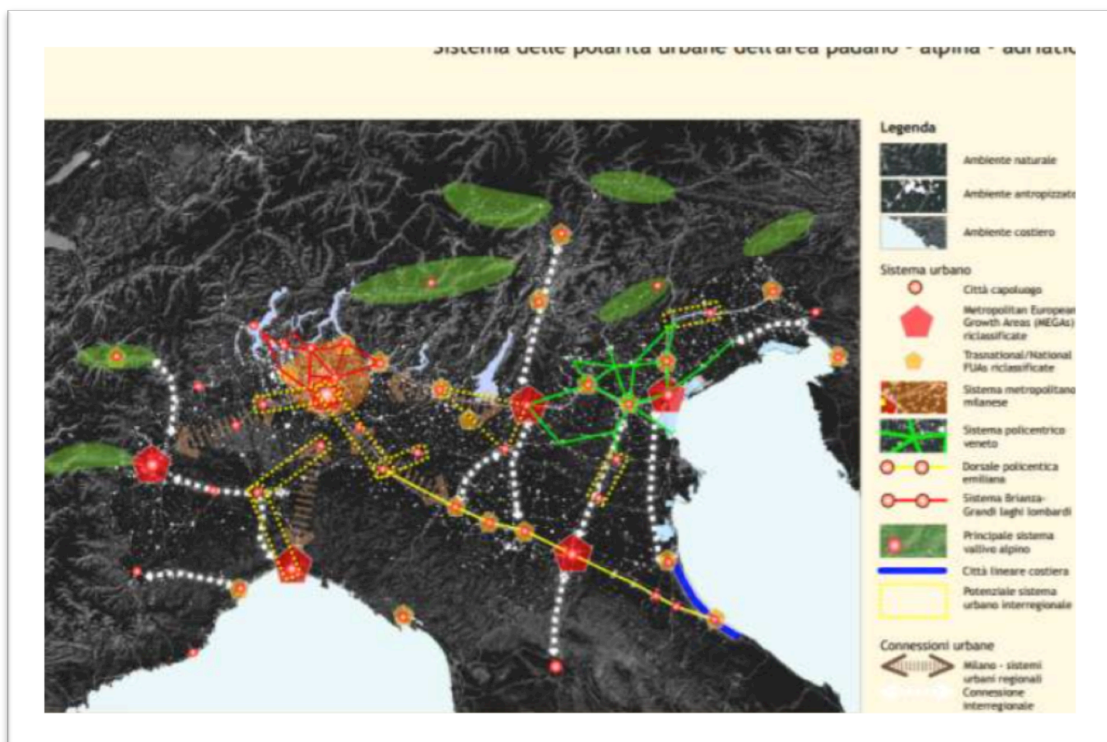 Sistema delle polarità urbane dell'area padano - alpina - adriatic
Legenda
Ambiente naturale
Ambiente antropizzato
Ambiente costiero
Sistema urbano
Città capoluogo
Metropolitan European
Growth Areas (MEGAs)
riclassificate
Trasnational/National
FUAs riclassificate
Sistema metropolitano
milanese
Sistema policentrico
veneto
Dorsale policentica
emiliana
Sistema Brianza-
Grandi laghi lombardi
Principale sistema
vallivo alpino
Città lineare costiera
Potenziale sistema
urbano interregionale
Connessioni urbane
Milano - sistemi
urbani regionali
Connessione
interregionale